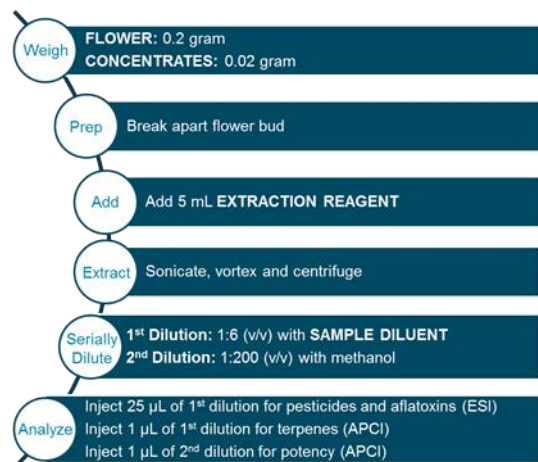 Weigh
FLOWER: 0.2 gram
CONCENTRATES: 0.02 gram
Prep
Break apart flower bud
Add
Add 5 mL EXTRACTION REAGENT
Extract
Sonicate, vortex and centrifuge
Serially
Dilute
1st Dilution: 1:6 (v/v) with SAMPLE DILUENT
2nd Dilution: 1:200 (v/v) with methanol
Analyze
Inject 25 µL of 1st dilution for pesticides and aflatoxins (ESI)
Inject 1 µL of 1st dilution for terpenes (APCI)
Inject 1 µL of 2nd dilution for potency (APCI)